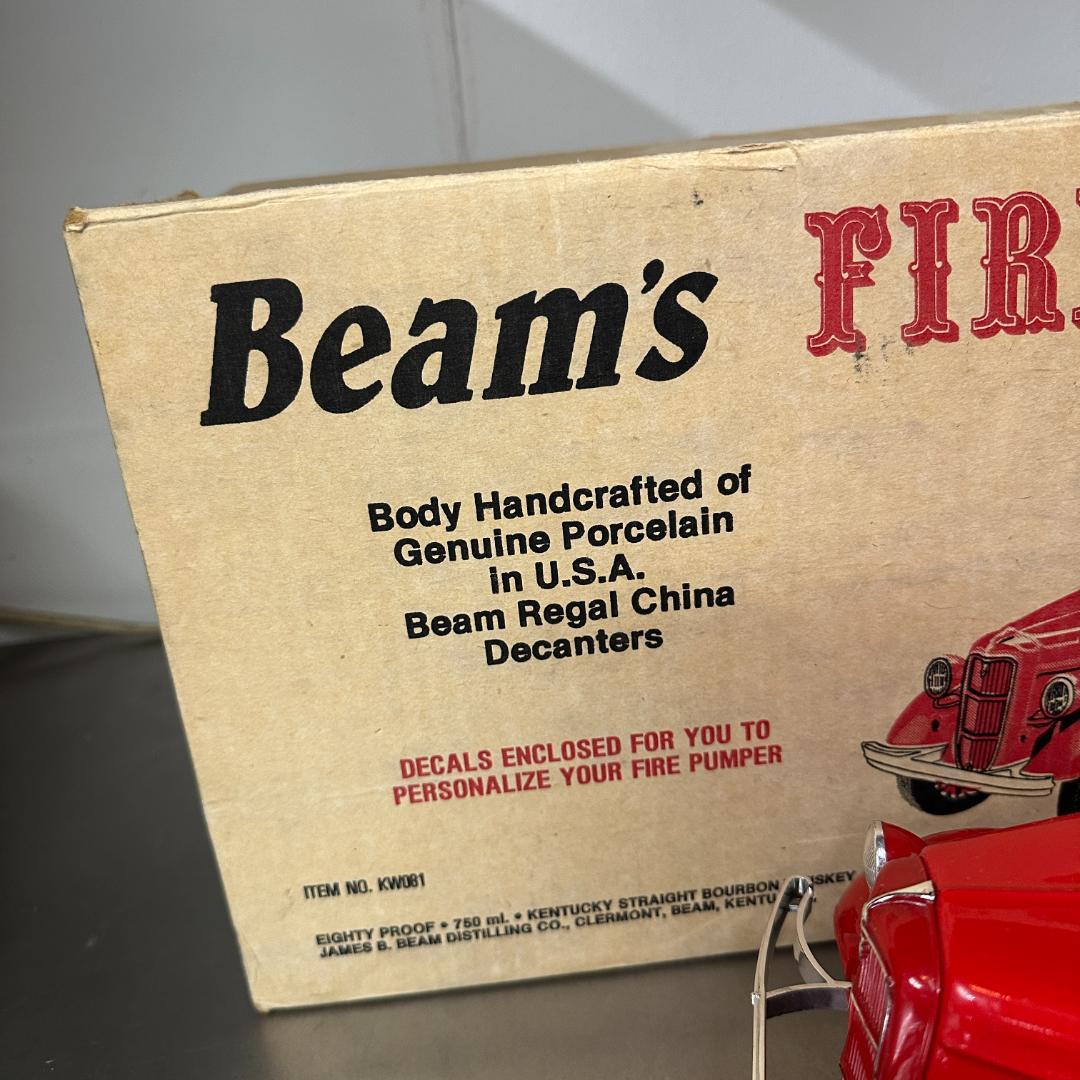 Beam's
FIR
Body Handcrafted of
Genuine Porcelain
in U.S.A.
Beam Regal China
Decanters
DECALS ENCLOSED FOR YOU TO
PERSONALIZE YOUR FIRE PUMPER
ITEM NO. KW081
EIGHTY PROOF • 750 ml. • KENTUCKY STRAIGHT BOURBON
JAMES B. BEAM DISTILLING CO., CLERMONT, BEAM,